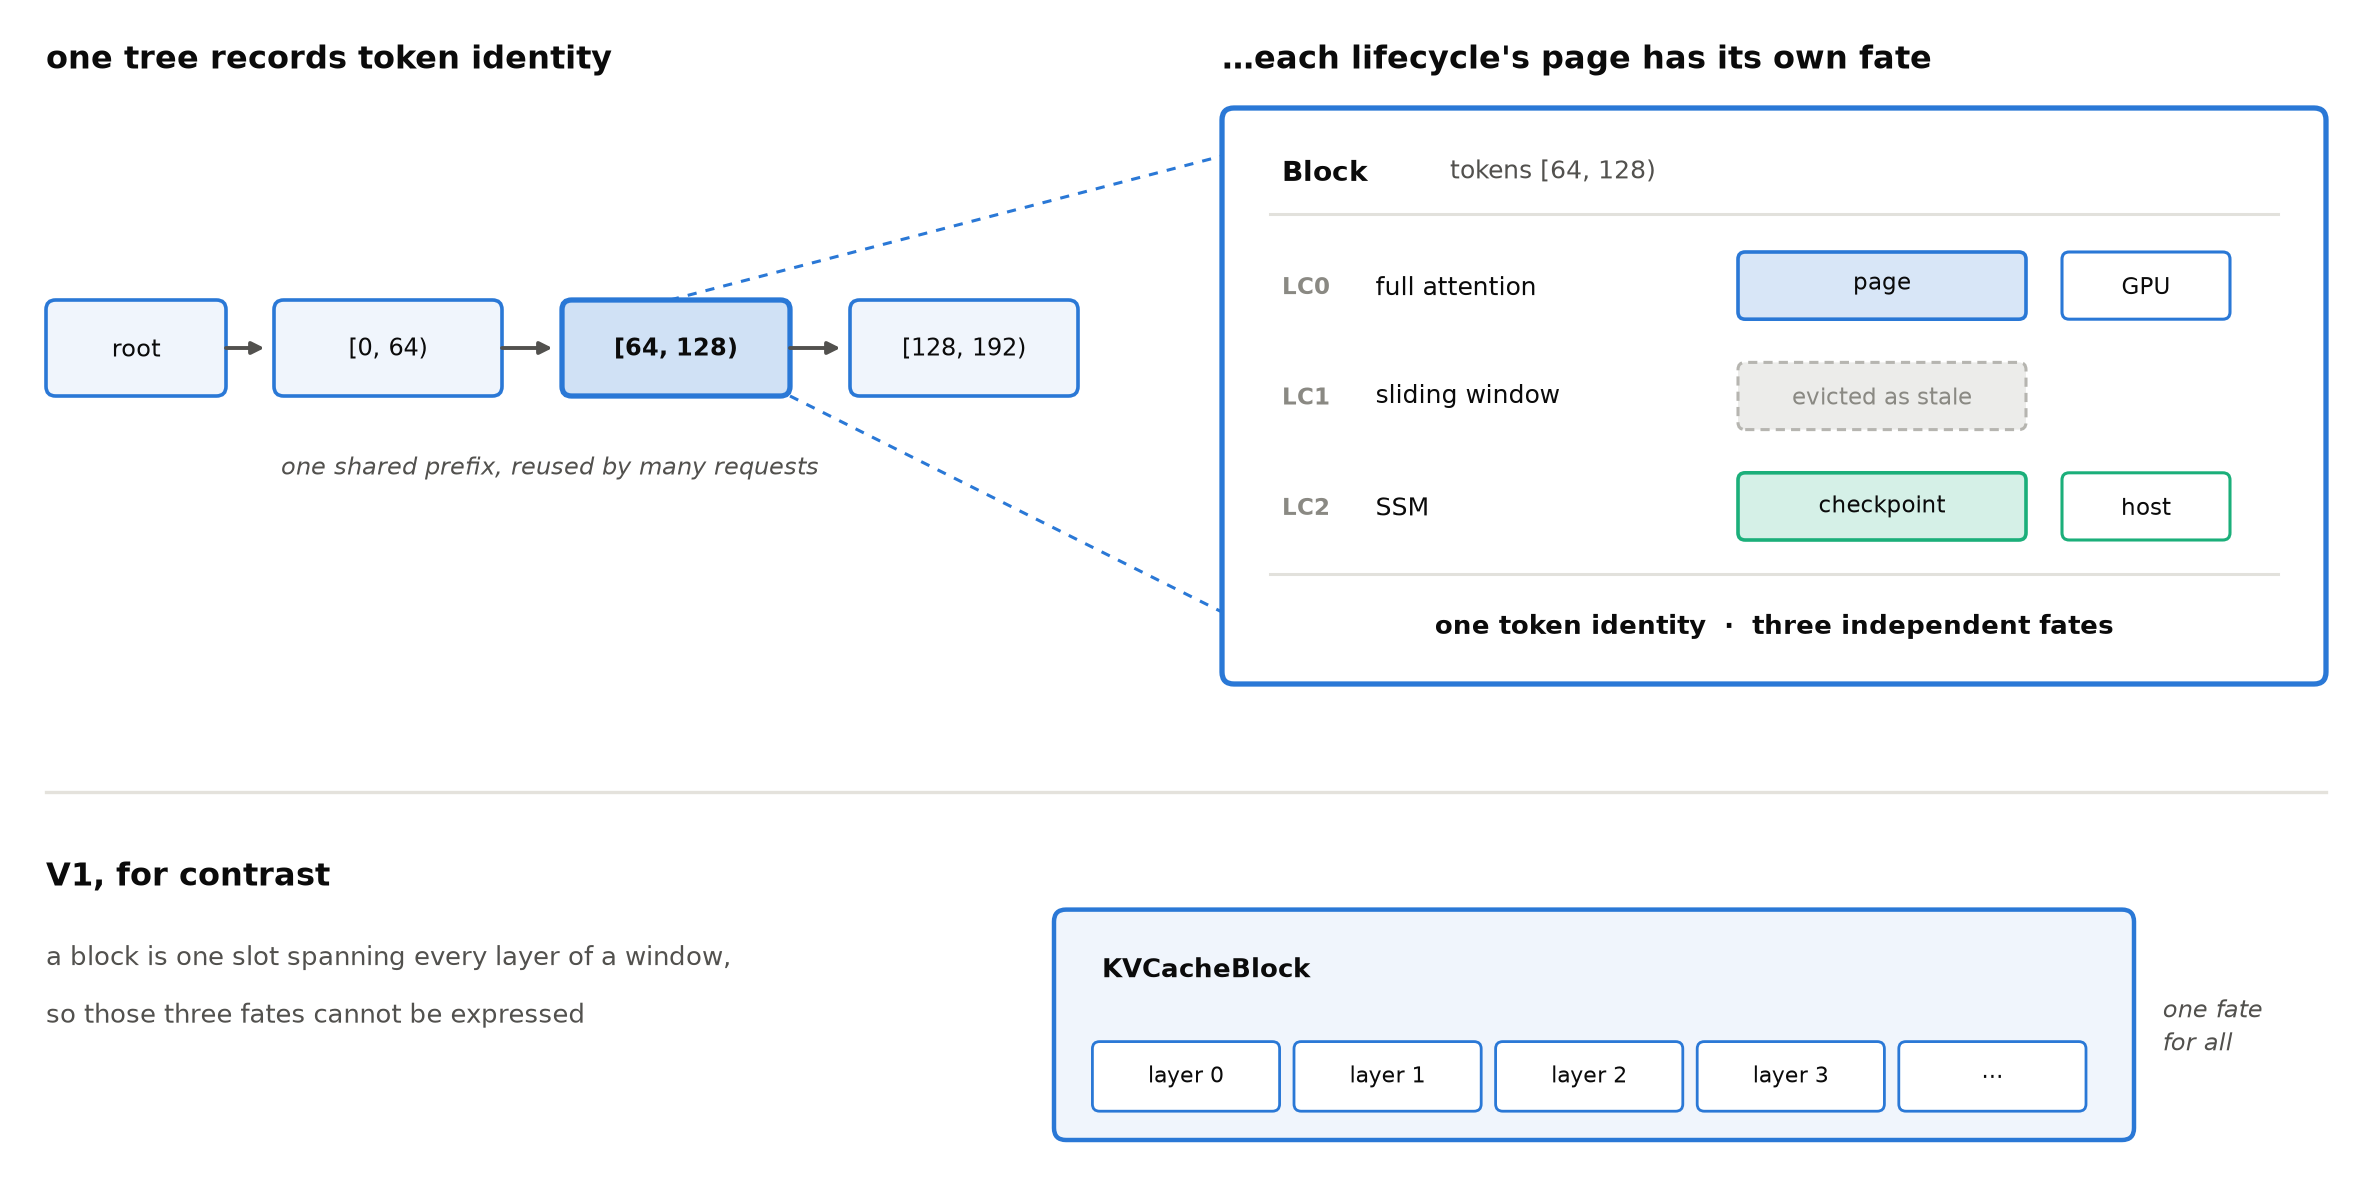 one tree records token identity
…each lifecycle's page has its own fate
root
[0, 64)
[64, 128)
[128, 192)
one shared prefix, reused by many requests
Block tokens [64, 128)
LC0 full attention page GPU
LC1 sliding window evicted as stale
LC2 SSM checkpoint host
one token identity · three independent fates
V1, for contrast
a block is one slot spanning every layer of a window,
so those three fates cannot be expressed
KVCacheBlock
layer 0 layer 1 layer 2 layer 3 ...
one fate
for all